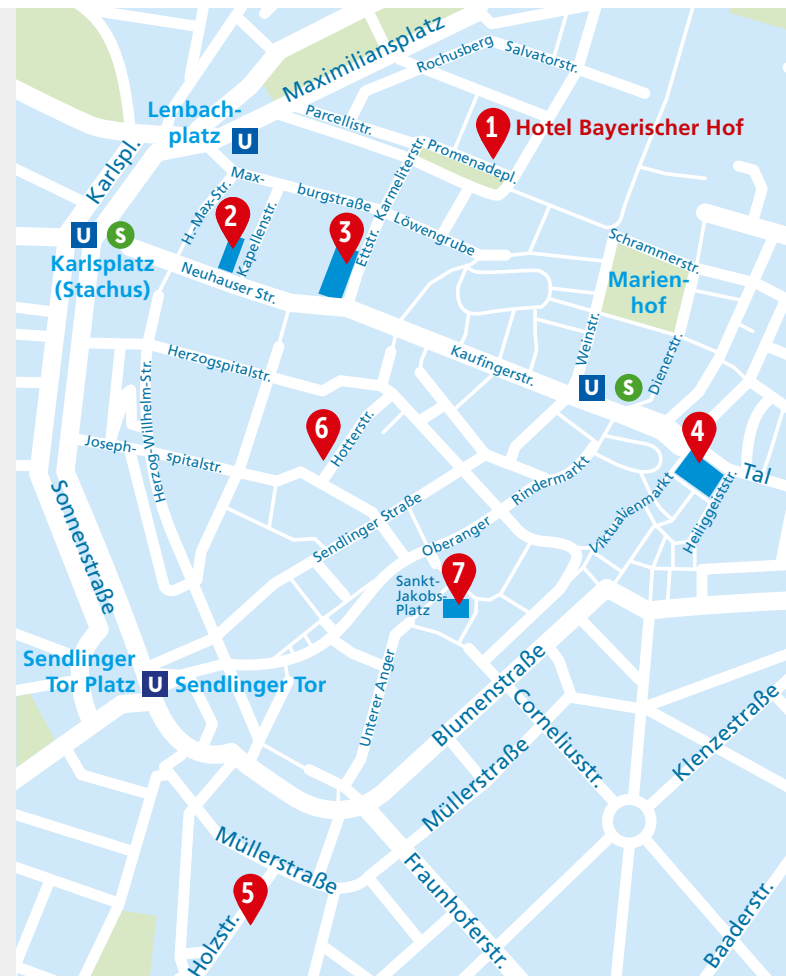 Maximiliansplatz
Rochusberg
Salvatorstr.
Lenbach-
platz U
Parcellistr.
1 Hotel Bayerischer Hof
Promenadepl.
Karlspl.
Karmeliterstr.
H.-Max-Str.
Max-
burgstraße
Löwengrube
2
3
Kapellenstr.
Ettstr.
U S
Karlsplatz
(Stachus)
Neuhauser Str.
Schrammerstr.
Marien-
hof
Weinstr.
Dienerstr.
Kaufingerstr.
U S
Herzogspitalstr.
Herzog-Willhelm-Str.
6
Hotterstr.
4
Tal
Joseph-
spitalstr.
Sonnenstraße
Sendlinger Straße
Oberanger
Rindermarkt
Viktualienmarkt
Heiliggeiststr.
7
Sankt-
Jakobs-
Platz
Sendlinger
Tor Platz U Sendlinger Tor
Unterer Anger
Blumenstraße
Corneliusstr.
Klenzestraße
Müllerstraße
Müllerstraße
Fraunhoferstr.
5
Holzstr.
Baaderstr.